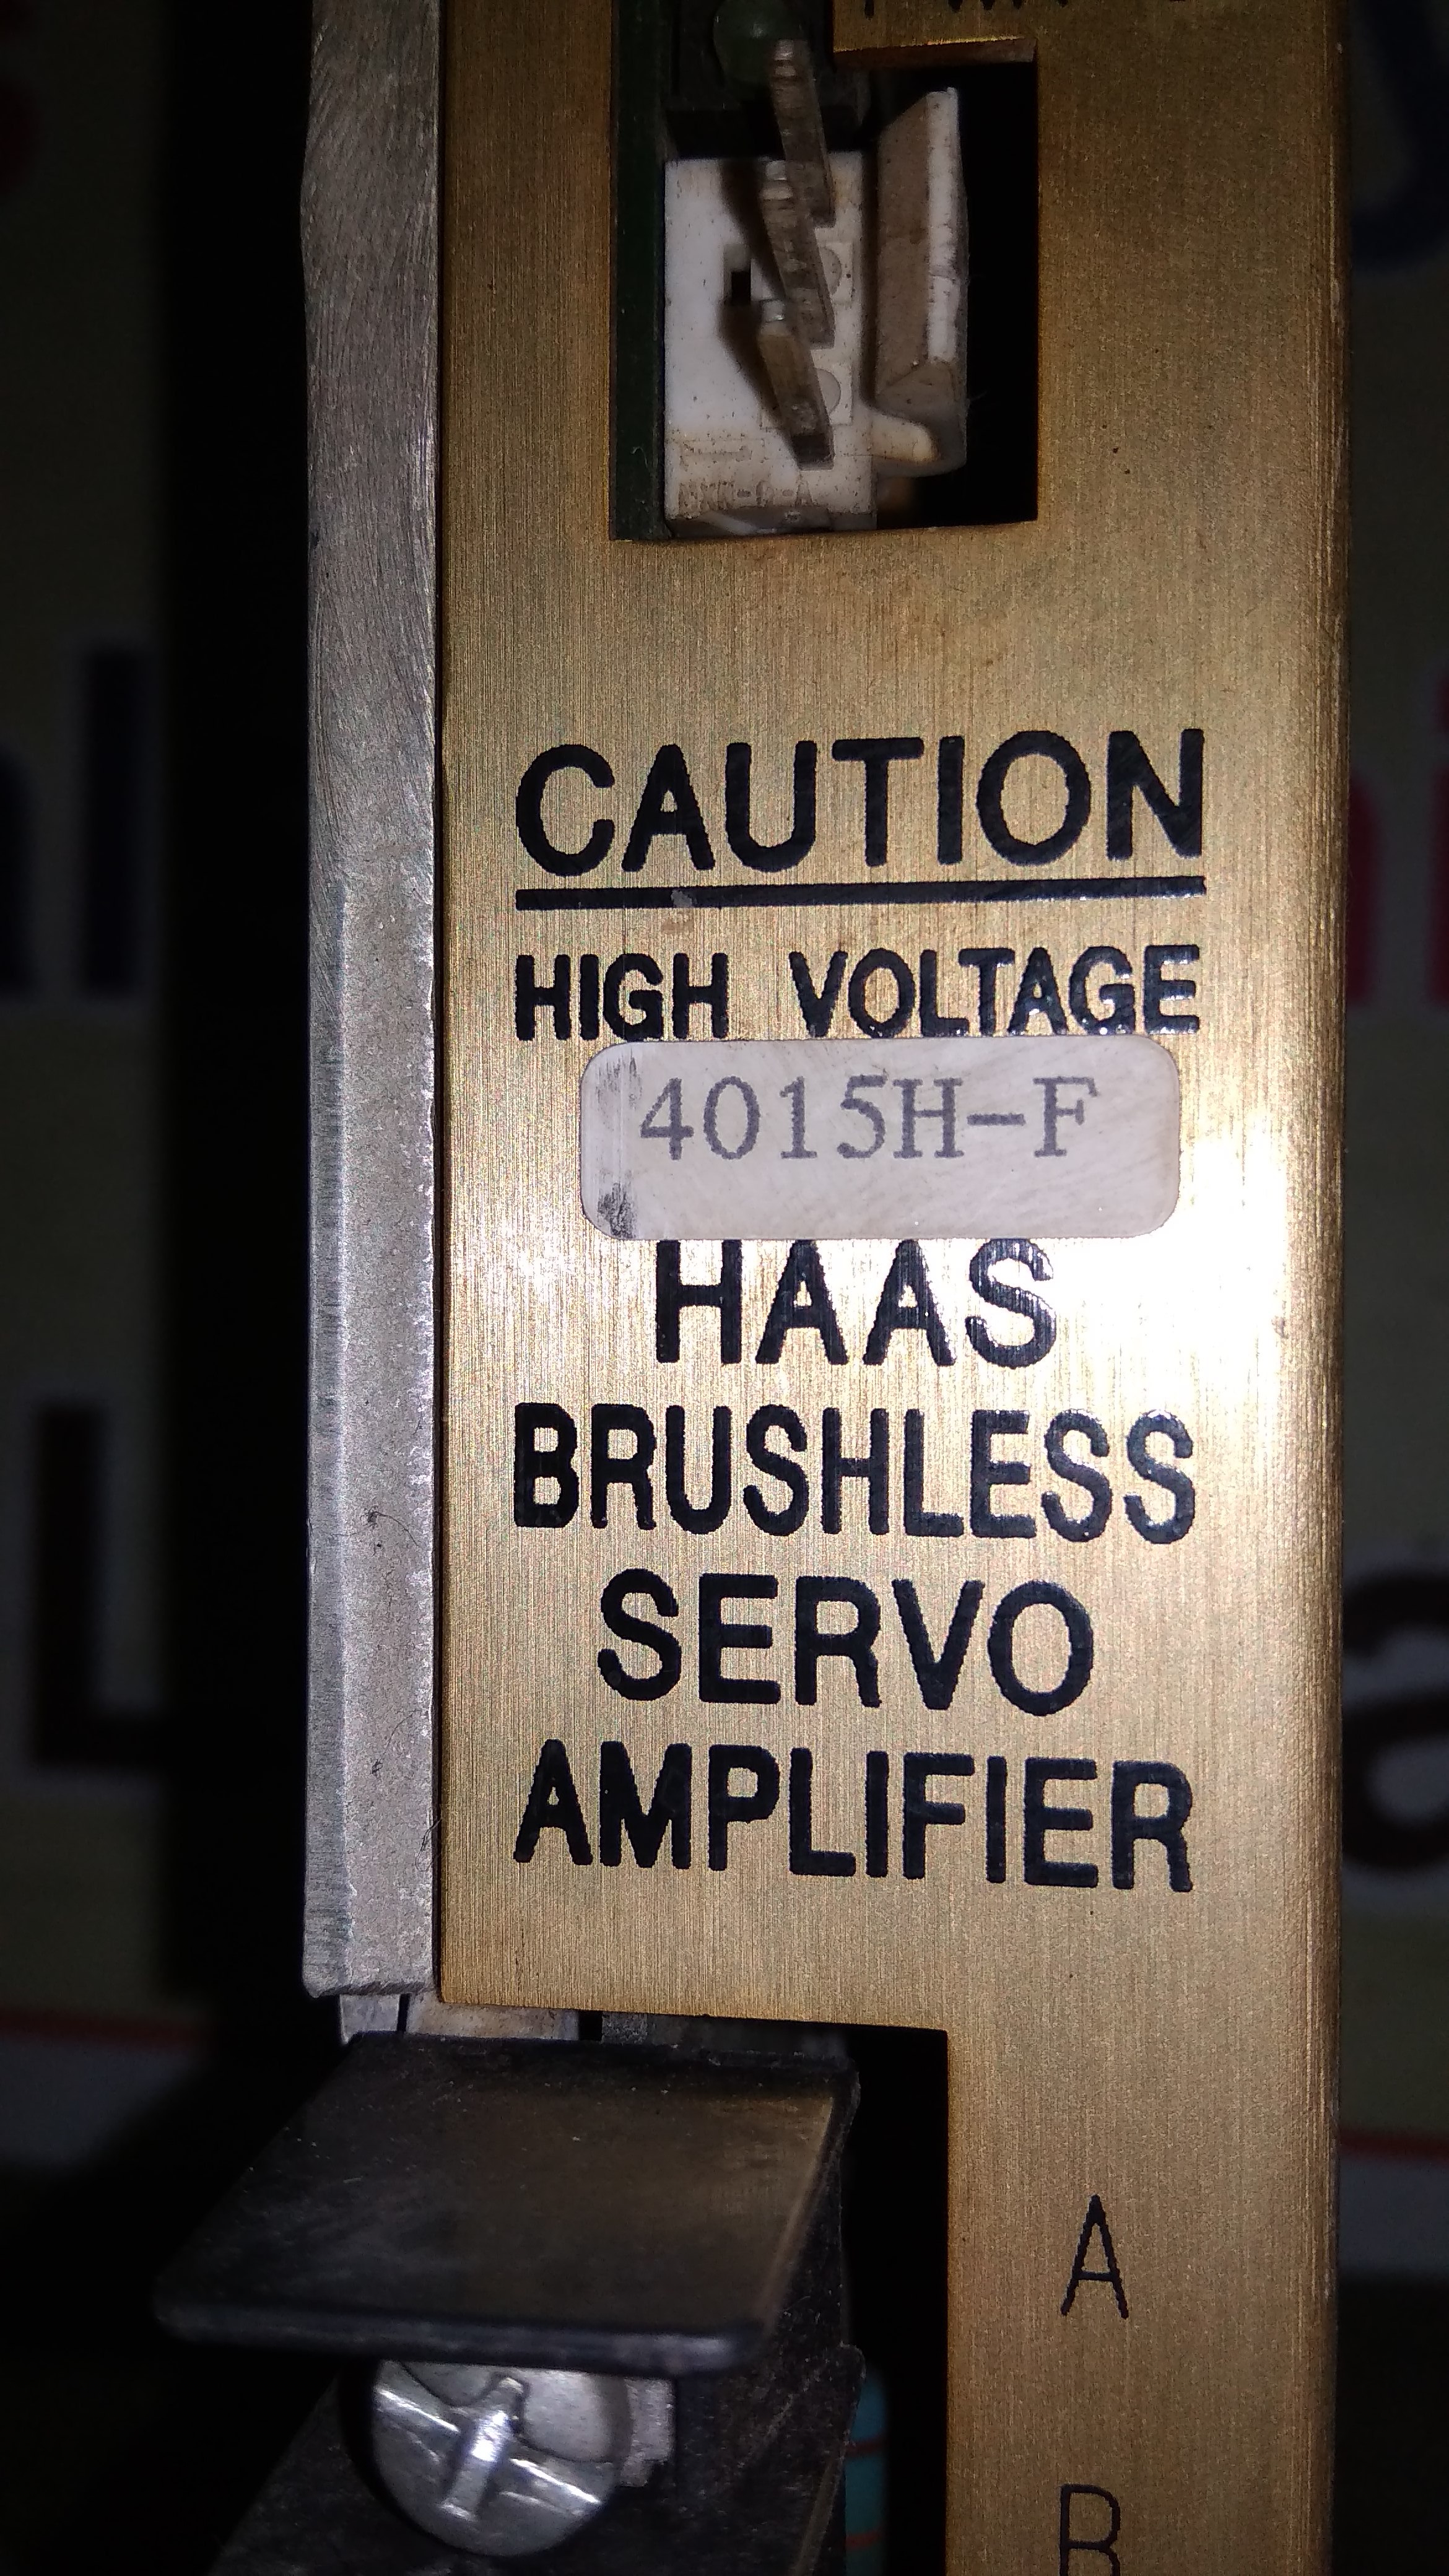 CAUTION
HIGH VOLTAGE
4015H-F
HAAS
BRUSHLESS
SERVO
AMPLIFIER
A
B